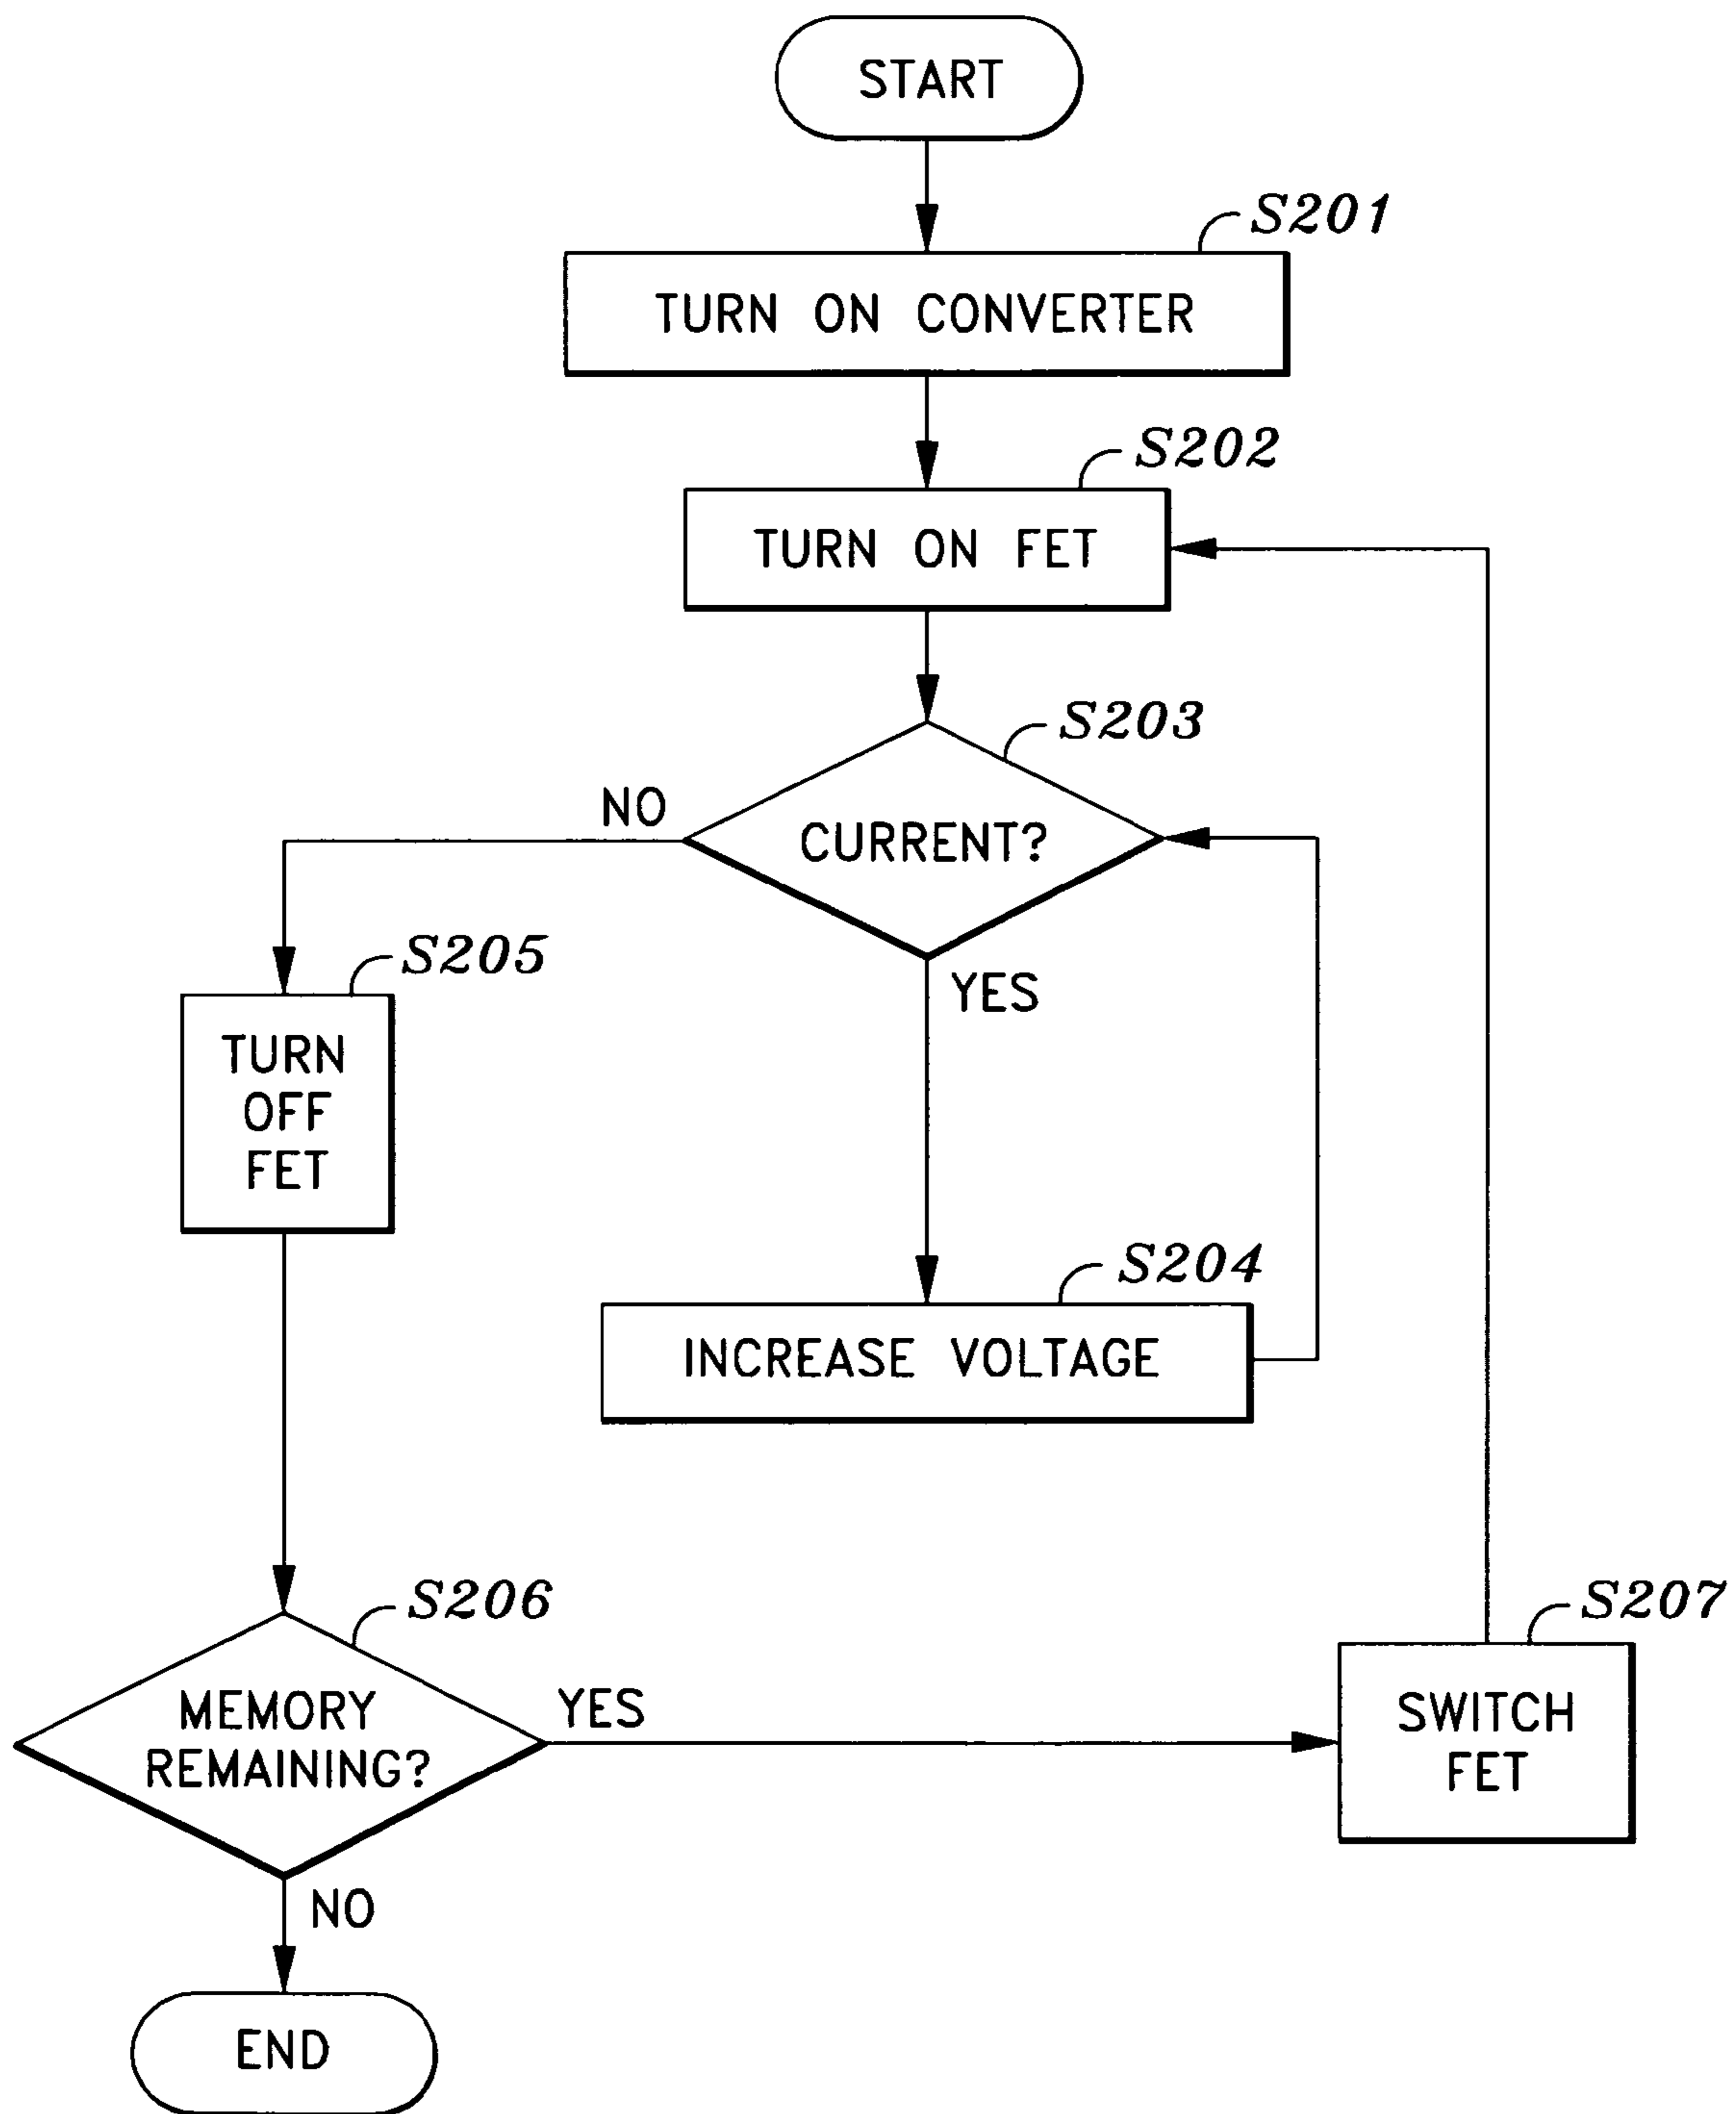 START
S201
TURN ON CONVERTER
S202
TURN ON FET
S203
NO
CURRENT?
YES
S205
TURN
OFF
FET
S204
INCREASE VOLTAGE
S206
MEMORY
REMAINING?
YES
S207
SWITCH
FET
NO
END